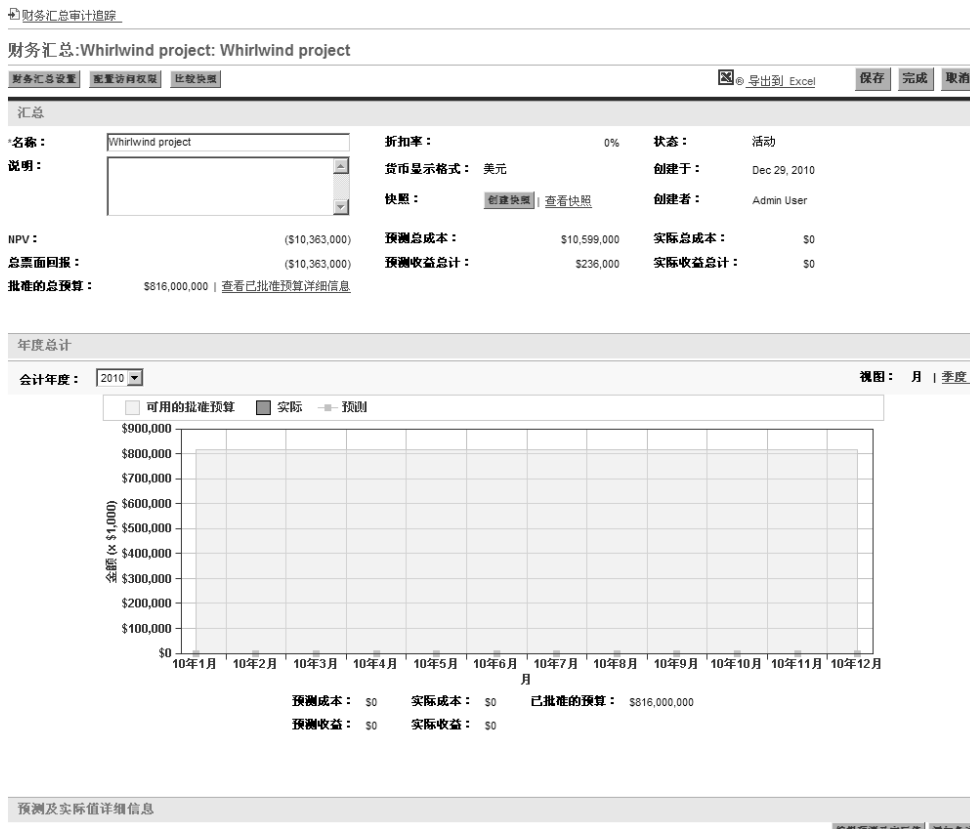 财务汇总审计追踪
财务汇总:Whirlwind project: Whirlwind project
财务汇总设置 配置访问权限 比较快照 ® 导出到 Excel 保存 完成 取消
汇总
*名称： Whirlwind project 折扣率： 0% 状态： 活动
说明： 货币显示格式： 美元 创建于： Dec 29, 2010
快照： 创建快照 | 查看快照 创建者： Admin User
NPV： ($10,363,000) 预测总成本： $10,599,000 实际总成本： $0
总票面回报： ($10,363,000) 预测收益总计： $236,000 实际收益总计： $0
批准的总预算： $816,000,000 | 查看已批准预算详细信息
年度总计
会计年度： 2010 视图： 月 | 季度
可用的批准预算 实际 预测
$900,000
$800,000
$700,000
$600,000
$500,000
$400,000
$300,000
$200,000
$100,000
$0
金额 (x $1,000)
10年1月 10年2月 10年3月 10年4月 10年5月 10年6月 10年7月 10年8月 10年9月 10年10月 10年11月 10年12月
月
预测成本： $0 实际成本： $0 已批准的预算： $816,000,000
预测收益： $0 实际收益： $0
预测及实际值详细信息